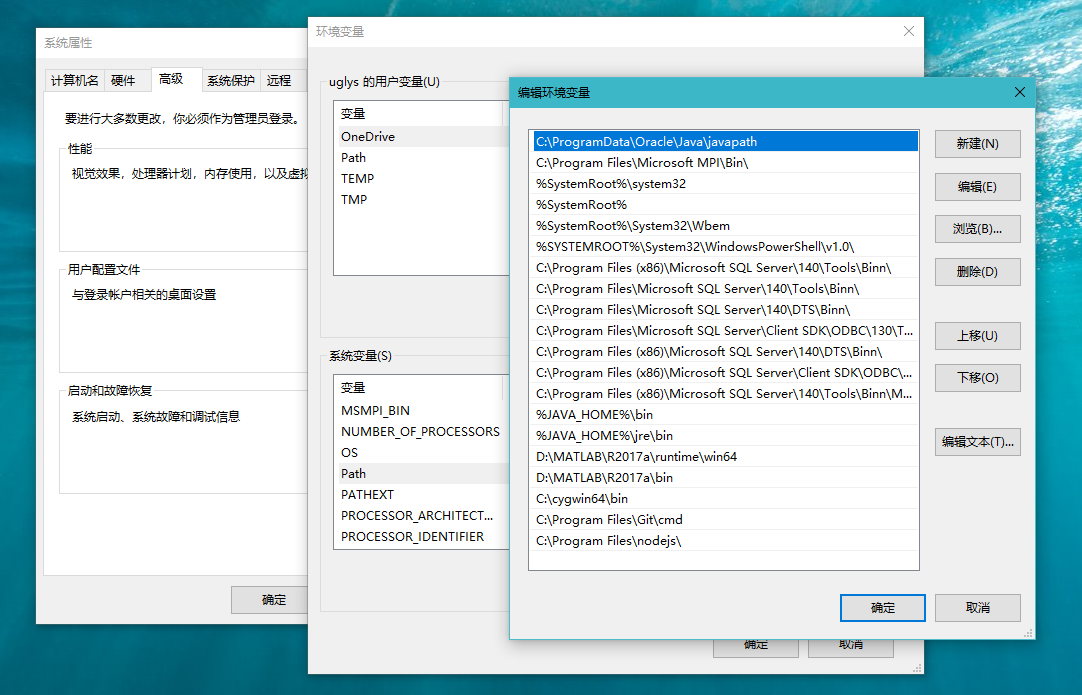 系统属性
计算机名 硬件 高级 系统保护 远程
要进行大多数更改，你必须作为管理员登录。
性能
视觉效果，处理器计划，内存使用，以及虚拟
用户配置文件
与登录帐户相关的桌面设置
启动和故障恢复
系统启动、系统故障和调试信息
确定
环境变量
uglys 的用户变量(U)
变量
OneDrive
Path
TEMP
TMP
系统变量(S)
变量
MSMPI_BIN
NUMBER_OF_PROCESSORS
OS
Path
PATHEXT
PROCESSOR_ARCHITECT...
PROCESSOR_IDENTIFIER
确定
取消
编辑环境变量
C:\ProgramData\Oracle\Java\javapath
C:\Program Files\Microsoft MPI\Bin\
%SystemRoot%\system32
%SystemRoot%
%SystemRoot%\System32\Wbem
%SYSTEMROOT%\System32\WindowsPowerShell\v1.0\
C:\Program Files (x86)\Microsoft SQL Server\140\Tools\Binn\
C:\Program Files\Microsoft SQL Server\140\Tools\Binn\
C:\Program Files\Microsoft SQL Server\140\DTS\Binn\
C:\Program Files\Microsoft SQL Server\Client SDK\ODBC\130\T...
C:\Program Files (x86)\Microsoft SQL Server\140\DTS\Binn\
C:\Program Files (x86)\Microsoft SQL Server\Client SDK\ODBC\...
C:\Program Files (x86)\Microsoft SQL Server\140\Tools\Binn\M...
%JAVA_HOME%\bin
%JAVA_HOME%\jre\bin
D:\MATLAB\R2017a\runtime\win64
D:\MATLAB\R2017a\bin
C:\cygwin64\bin
C:\Program Files\Git\cmd
C:\Program Files\nodejs\
新建(N)
编辑(E)
浏览(B)...
删除(D)
上移(U)
下移(O)
编辑文本(T)...
确定
取消